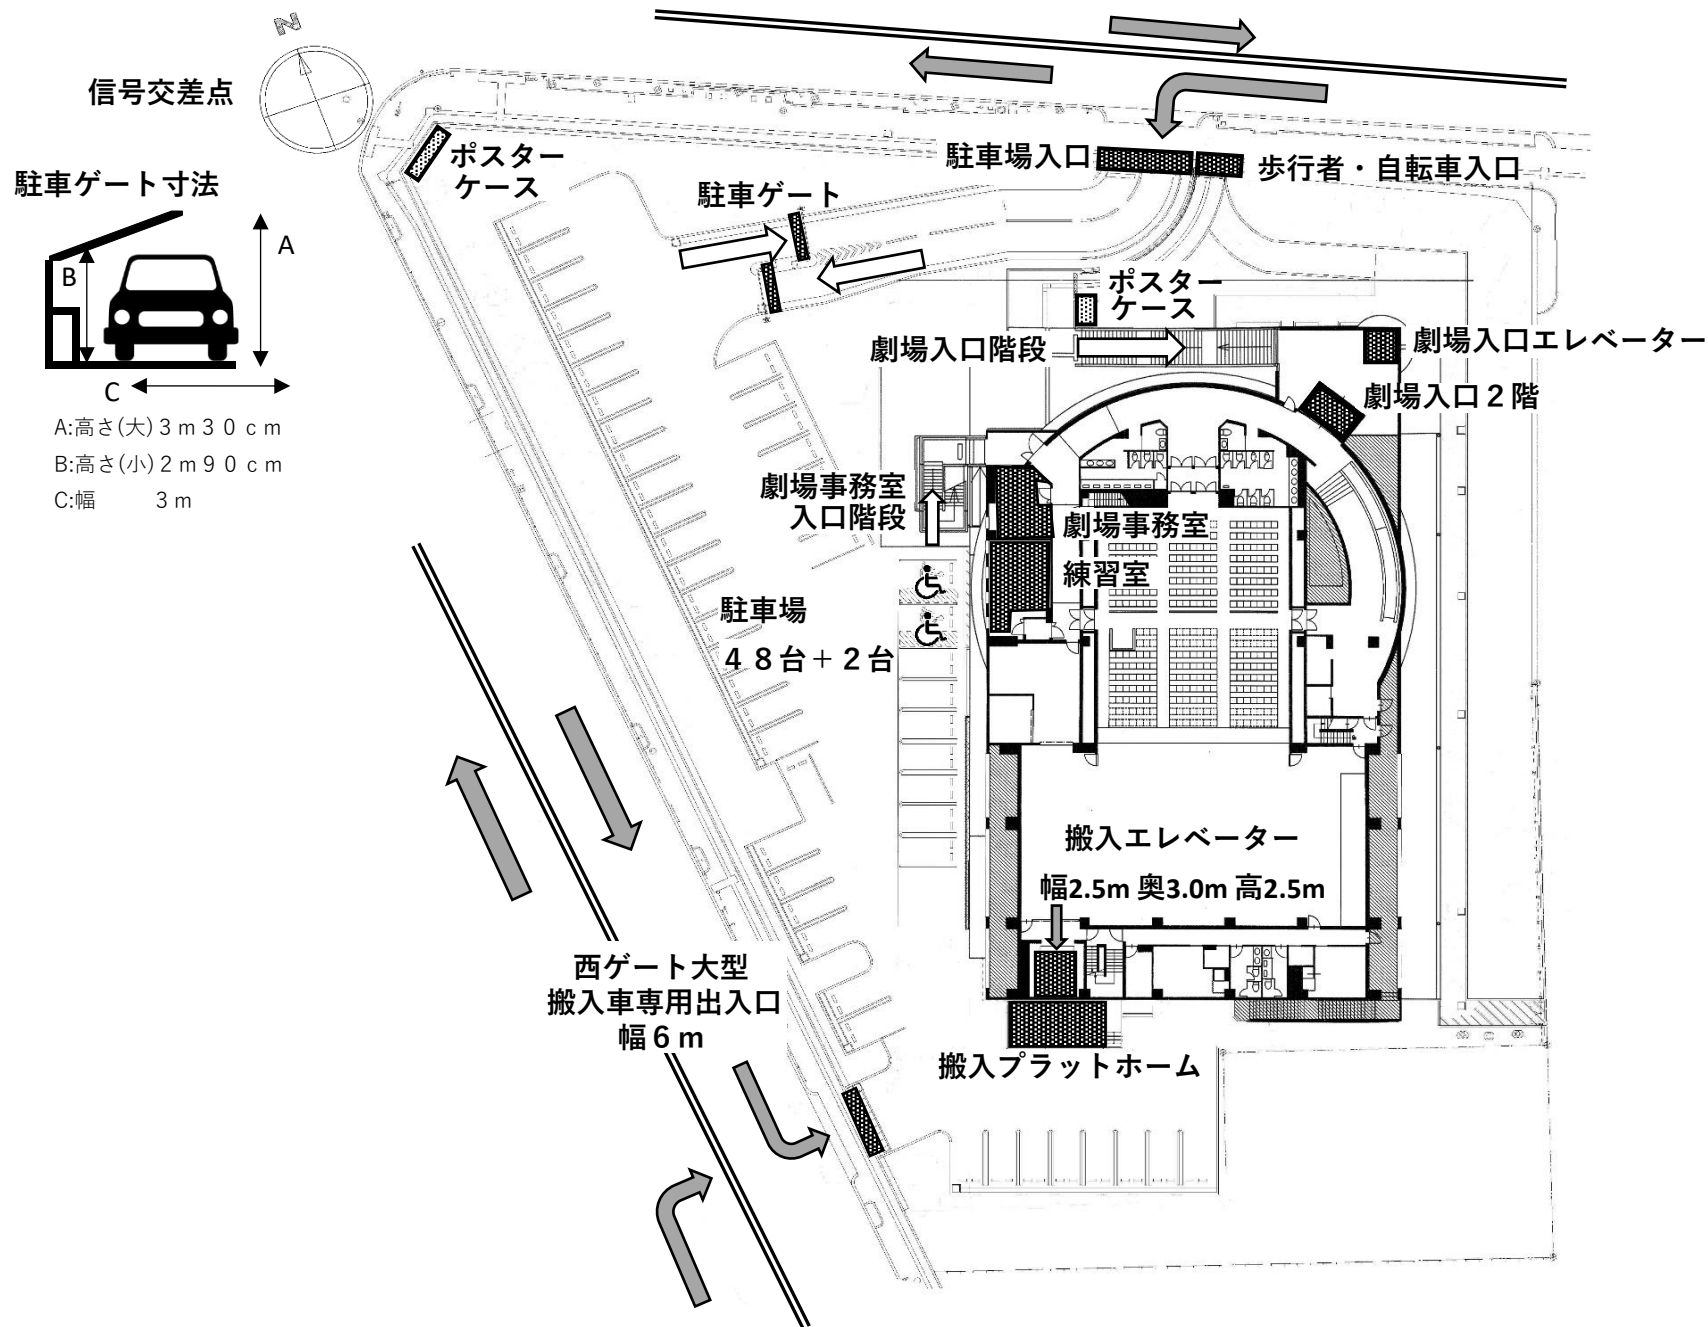 N
信号交差点
ポスター
ケース
駐車場入口
歩行者・自転車入口
駐車ゲート寸法
A
B
C
A:高さ(大)３ｍ３０ｃｍ
B:高さ(小)２ｍ９０ｃｍ
C:幅　　　３ｍ
駐車ゲート
ポスター
ケース
劇場入口階段
劇場入口エレベーター
劇場入口２階
劇場事務室
入口階段
劇場事務室
練習室
駐車場
４８台＋２台
搬入エレベーター
幅2.5m 奥3.0m 高2.5m
西ゲート大型
搬入車専用出入口
幅６ｍ
搬入プラットホーム